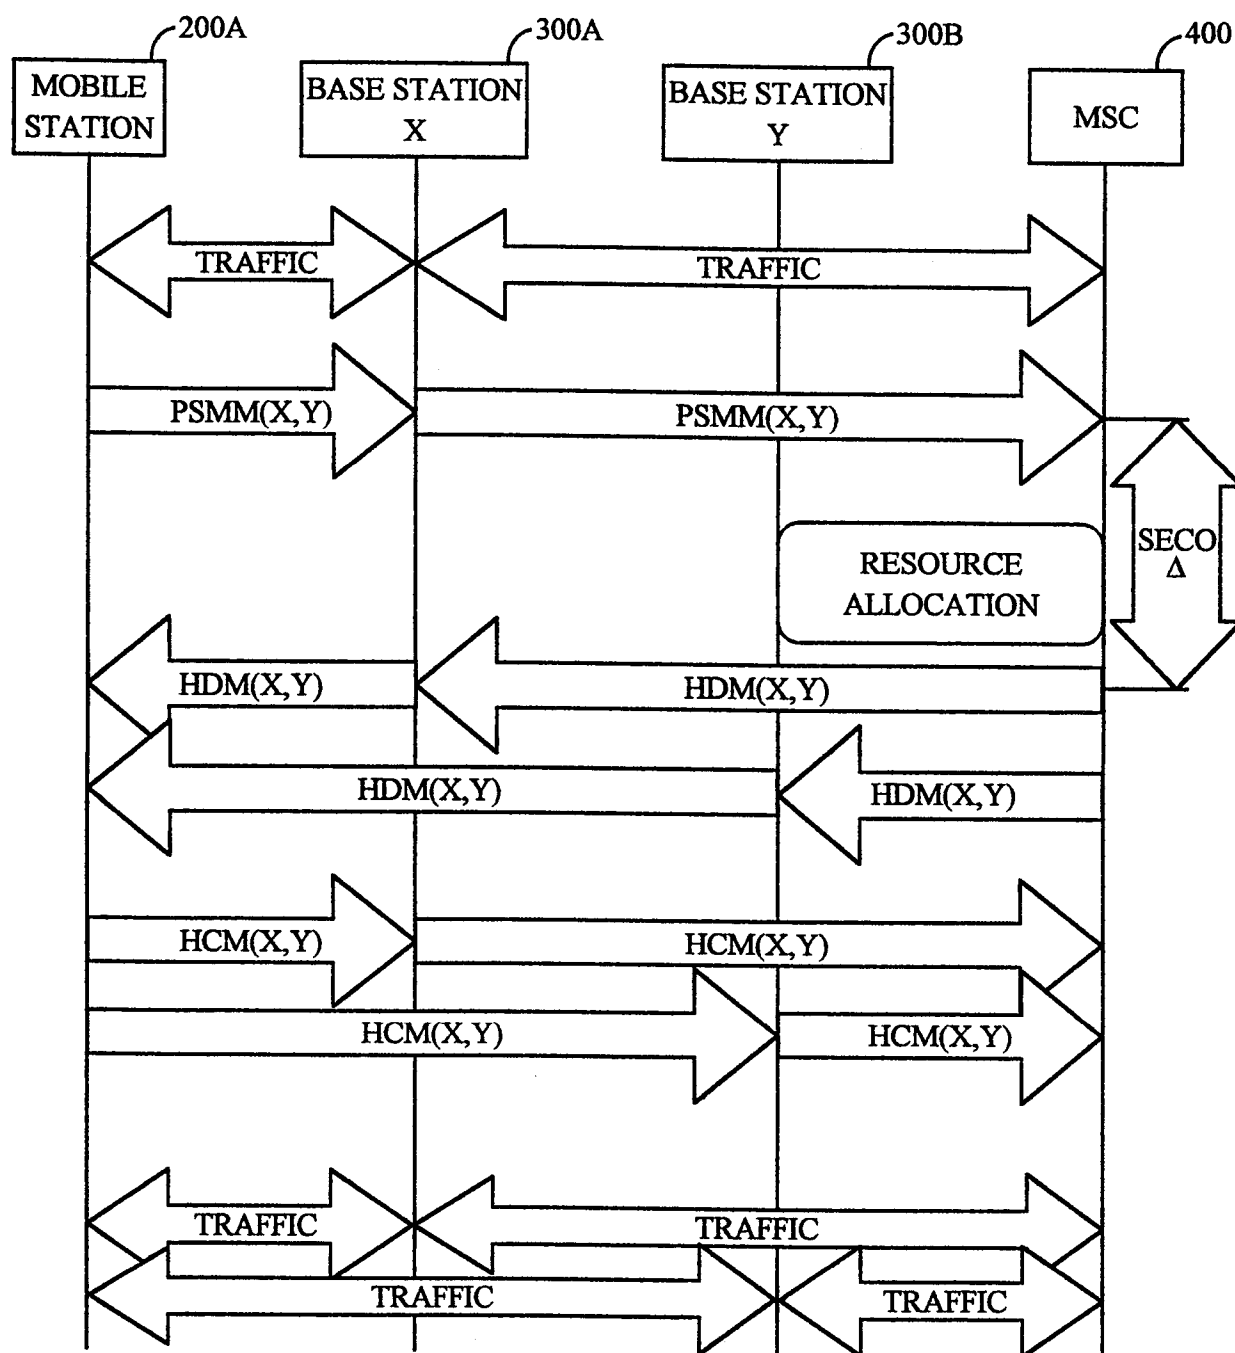 200A
300A
300B
400
MOBILE
STATION
BASE STATION
X
BASE STATION
Y
MSC
TRAFFIC
TRAFFIC
PSMM(X,Y)
PSMM(X,Y)
RESOURCE
ALLOCATION
SECO
Δ
HDM(X,Y)
HDM(X,Y)
HDM(X,Y)
HDM(X,Y)
HCM(X,Y)
HCM(X,Y)
HCM(X,Y)
HCM(X,Y)
TRAFFIC
TRAFFIC
TRAFFIC
TRAFFIC